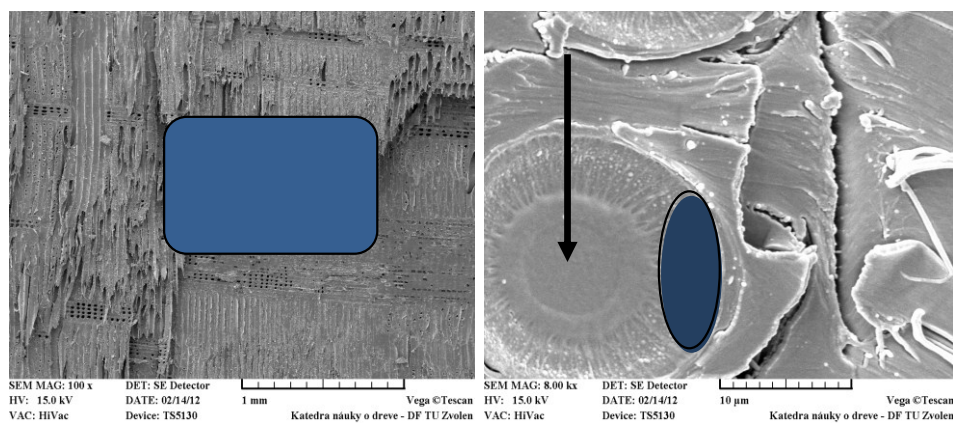 SEM MAG: 100 x DET: SE Detector
HV: 15.0 kV DATE: 02/14/12 1 mm Vega ©Tescan
VAC: HiVac Device: TS5130 Katedra náuky o dreve - DF TU Zvolen
SEM MAG: 8.00 kx DET: SE Detector
HV: 15.0 kV DATE: 02/14/12 10 µm Vega ©Tescan
VAC: HiVac Device: TS5130 Katedra náuky o dreve - DF TU Zvolen